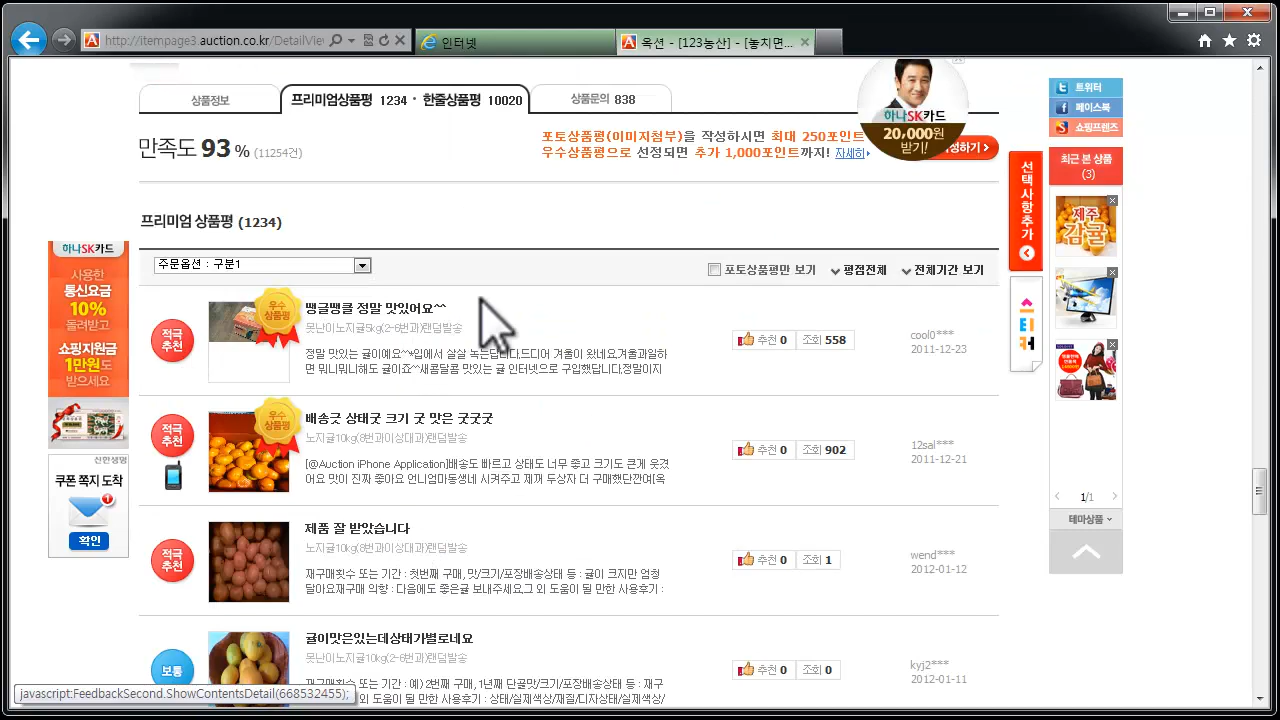 http://itempage3.auction.co.kr/DetailVie
인터넷
옥션 - [123농산] - [놓치면...
상품정보
프리미엄상품평 1234 · 한줄상품평 10020
상품문의 838
만족도 93 % (11254건)
포토상품평(이미지첨부)을 작성하시면 최대 250포인트
우수상품평으로 선정되면 추가 1,000포인트까지! 자세히
하나SK카드
20,000원
받기!
성하기
프리미엄 상품평 (1234)
주문옵션 : 구분1
포토상품평만 보기
평점전체
전체기간 보기
적극
추천
우수
상품평
땡글땡클 정말 맛있어요^^
못난이노지귤5kg(2~6번과)랜덤발송
정말 맛있는 귤이예요^^+입에서 살살 녹는답니다.드디어 겨울이 왔네요.겨울과일하
면 뭐니뭐니해도 귤이죠^^새콤달콤 맛있는 귤 인터넷으로 구입했답니다,장볼이지
추천 0
조회 558
cool0***
2011-12-23
적극
추천
우수
상품평
배송긋 상태굿 크기 굿 맛은 굿굿굿
노지귤10kg(8번과이상대과)랜덤발송
[@Auction iPhone Application]배송도 빠르고 상태도 너무 좋고 크기도 큰게 웃겼
어요 맛이 진짜 좋아요 언니엄마동생네 시켜주고 제꺼 두상자 더 구매했단깐여[옥
추천 0
조회 902
12sal***
2011-12-21
적극
추천
제품 잘 받았습니다
노지귤10kg(8번과이상대과)랜덤발송
재구매횟수 또는 기간 : 첫번째 구매, 맛/크기/포장배송상태 등 : 귤이 크지만 엄청
달아요재구매 의향 : 다음에도 좋은귤 보내주세요.그 외 도움이 될 만한 사용후기 :
추천 0
조회 1
wend***
2012-01-12
보통
귤이맛은있는데상태가별로네요
못난이노지귤10kg(2~6번과)랜덤발송
재구매횟수 또는 기간 : 예) 2번째 구매, 1년째 단골맛/크기/포장배송상태 등 : 재구
외 도움이 될 만한 사용후기 : 상태/실제색상/재질/디자상태/실제색상/
추천 0
조회 0
kyj2***
2012-01-11
하나SK카드
사용한
통신요금
10%
돌려받고
쇼핑지원금
1만원도
받으세요
신한생명
쿠폰 쪽지 도착
1
확인
선택사항추가
스티커
트위터
페이스북
쇼핑프렌즈
최근 본 상품
(3)
제주
감귤
1/1
테마상품
javascript:FeedbackSecond.ShowContentsDetail(668532455);